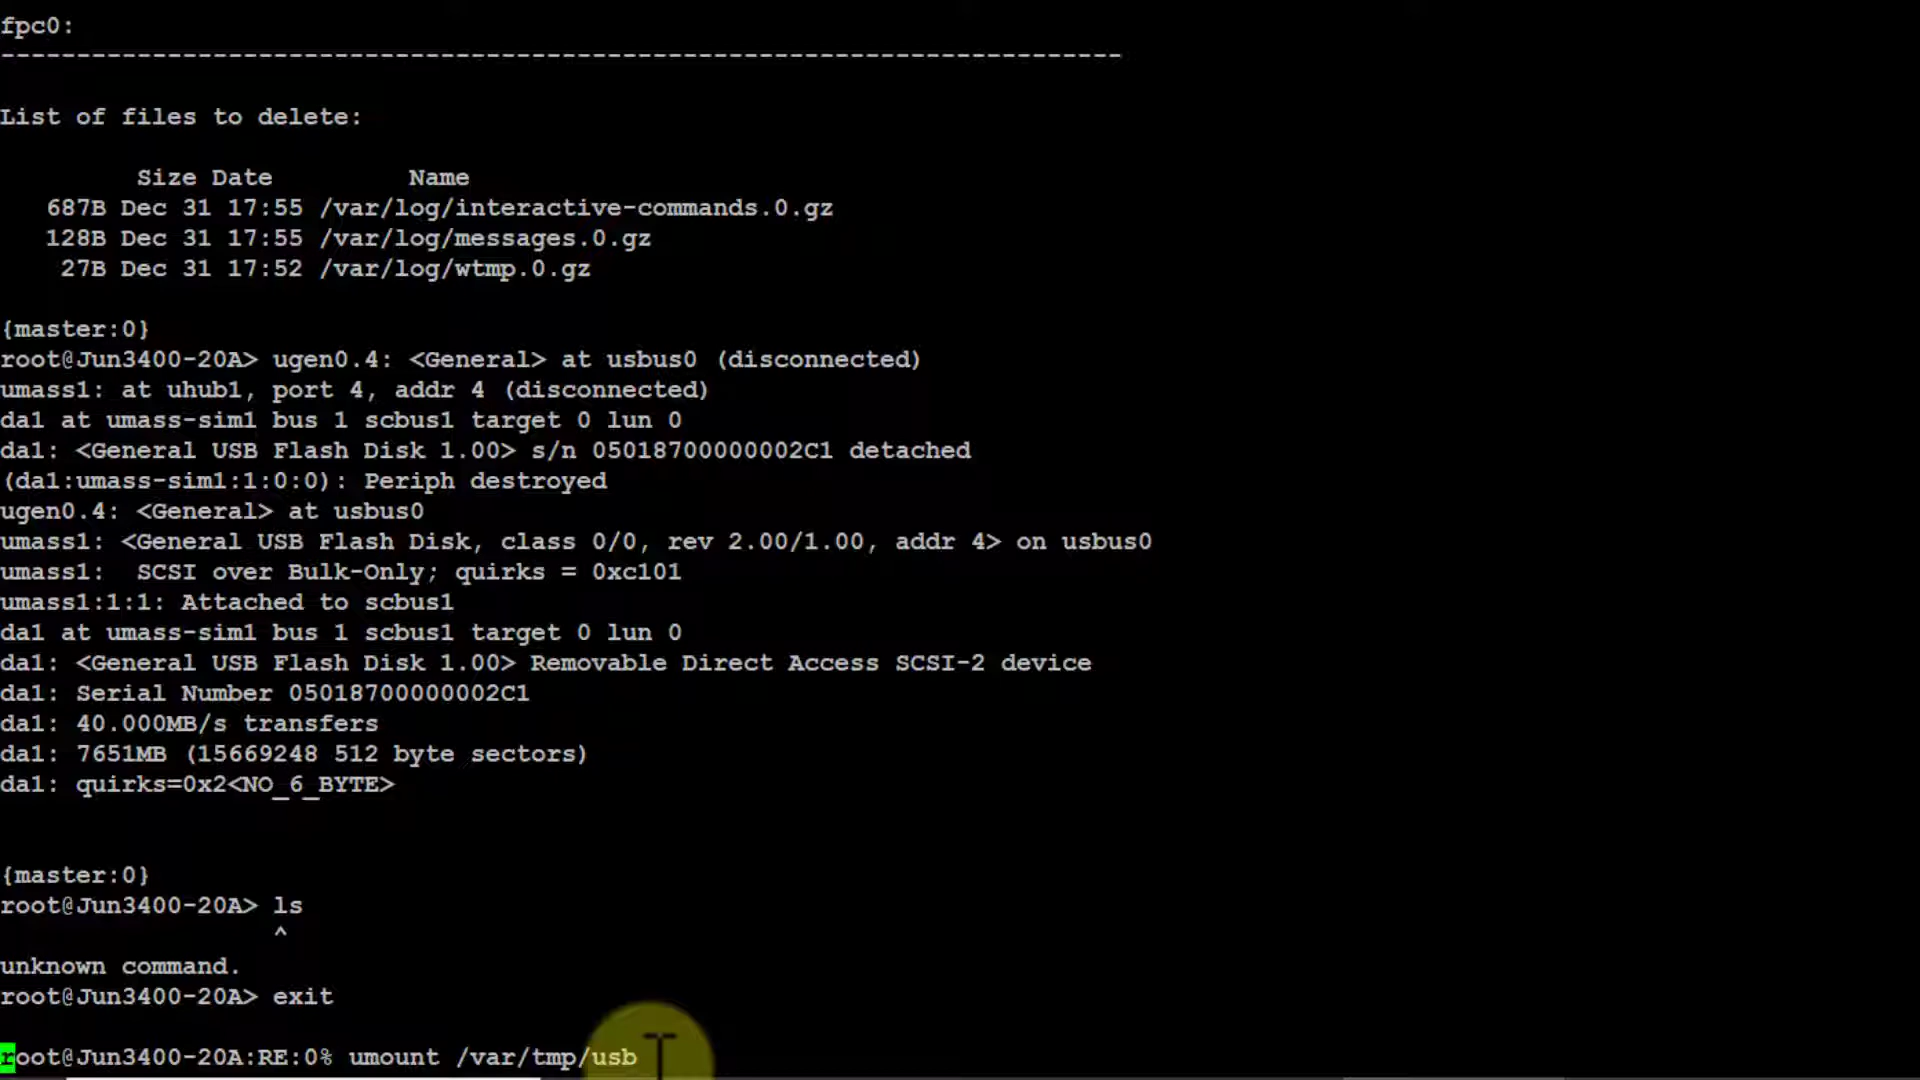 fpc0:
--------------------------------------------------------------------------
List of files to delete:
Size Date Name
687B Dec 31 17:55 /var/log/interactive-commands.0.gz
128B Dec 31 17:55 /var/log/messages.0.gz
27B Dec 31 17:52 /var/log/wtmp.0.gz
{master:0}
root@Jun3400-20A> ugen0.4: <General> at usbus0 (disconnected)
umass1: at uhub1, port 4, addr 4 (disconnected)
da1 at umass-sim1 bus 1 scbus1 target 0 lun 0
da1: <General USB Flash Disk 1.00> s/n 05018700000002C1 detached
(da1:umass-sim1:1:0:0): Periph destroyed
ugen0.4: <General> at usbus0
umass1: <General USB Flash Disk, class 0/0, rev 2.00/1.00, addr 4> on usbus0
umass1:  SCSI over Bulk-Only; quirks = 0xc101
umass1:1:1: Attached to scbus1
da1 at umass-sim1 bus 1 scbus1 target 0 lun 0
da1: <General USB Flash Disk 1.00> Removable Direct Access SCSI-2 device
da1: Serial Number 05018700000002C1
da1: 40.000MB/s transfers
da1: 7651MB (15669248 512 byte sectors)
da1: quirks=0x2<NO_6_BYTE>
{master:0}
root@Jun3400-20A> ls
^
unknown command.
root@Jun3400-20A> exit
root@Jun3400-20A:RE:0% umount /var/tmp/usb